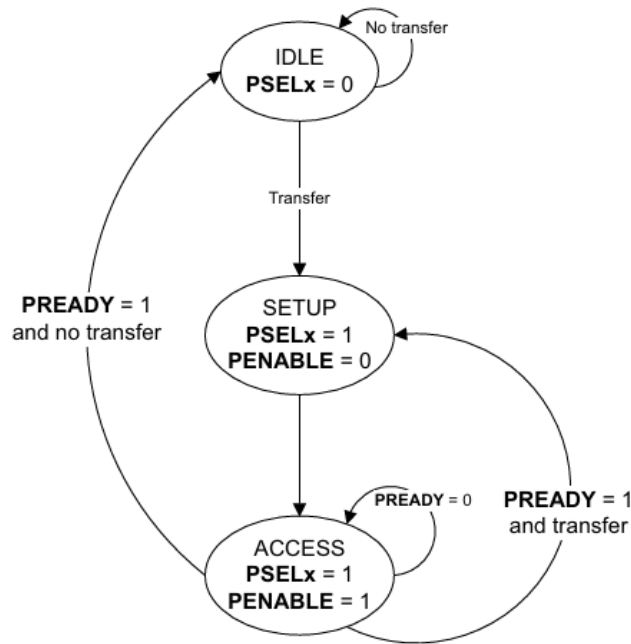 No transfer
IDLE
PSELx = 0
Transfer
PREADY = 1
and no transfer
SETUP
PSELx = 1
PENABLE = 0
PREADY = 0
PREADY = 1
and transfer
ACCESS
PSELx = 1
PENABLE = 1